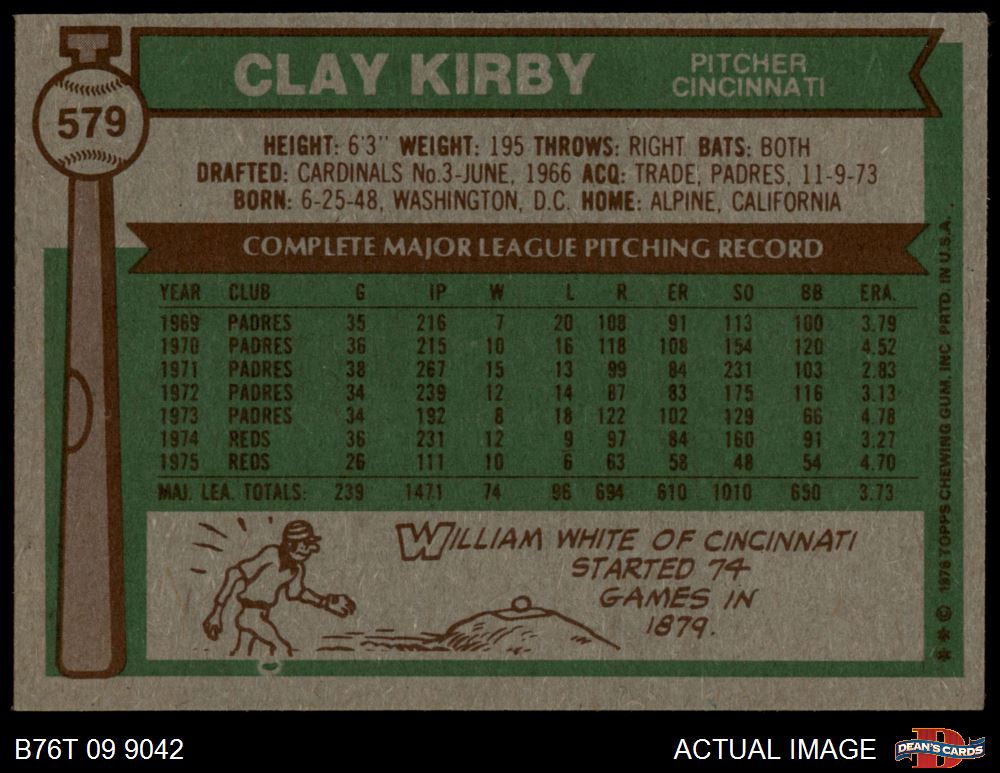 CLAY KIRBY
PITCHER
CINCINNATI
579
HEIGHT: 6'3" WEIGHT: 195 THROWS: RIGHT BATS: BOTH
DRAFTED: CARDINALS No.3-JUNE, 1966 ACQ: TRADE, PADRES, 11-9-73
BORN: 6-25-48, WASHINGTON, D.C. HOME: ALPINE, CALIFORNIA
COMPLETE MAJOR LEAGUE PITCHING RECORD
YEAR CLUB G IP W L R ER SO BB ERA.
1969 PADRES 35 216 7 20 108 91 113 100 3.79
1970 PADRES 36 215 10 16 118 108 154 120 4.52
1971 PADRES 38 267 15 13 99 84 231 103 2.83
1972 PADRES 34 239 12 14 87 83 175 116 3.13
1973 PADRES 34 192 8 18 122 102 129 66 4.78
1974 REDS 36 231 12 9 97 84 160 91 3.27
1975 REDS 26 111 10 6 63 58 48 54 4.70
MAJ. LEA. TOTALS: 239 1471 74 96 694 610 1010 650 3.73
WILLIAM WHITE OF CINCINNATI
STARTED 74
GAMES IN
1879.
** © 1976 TOPPS CHEWING GUM, INC PRTD. IN U.S.A.
B76T 09 9042
ACTUAL IMAGE
DEAN'S CARDS